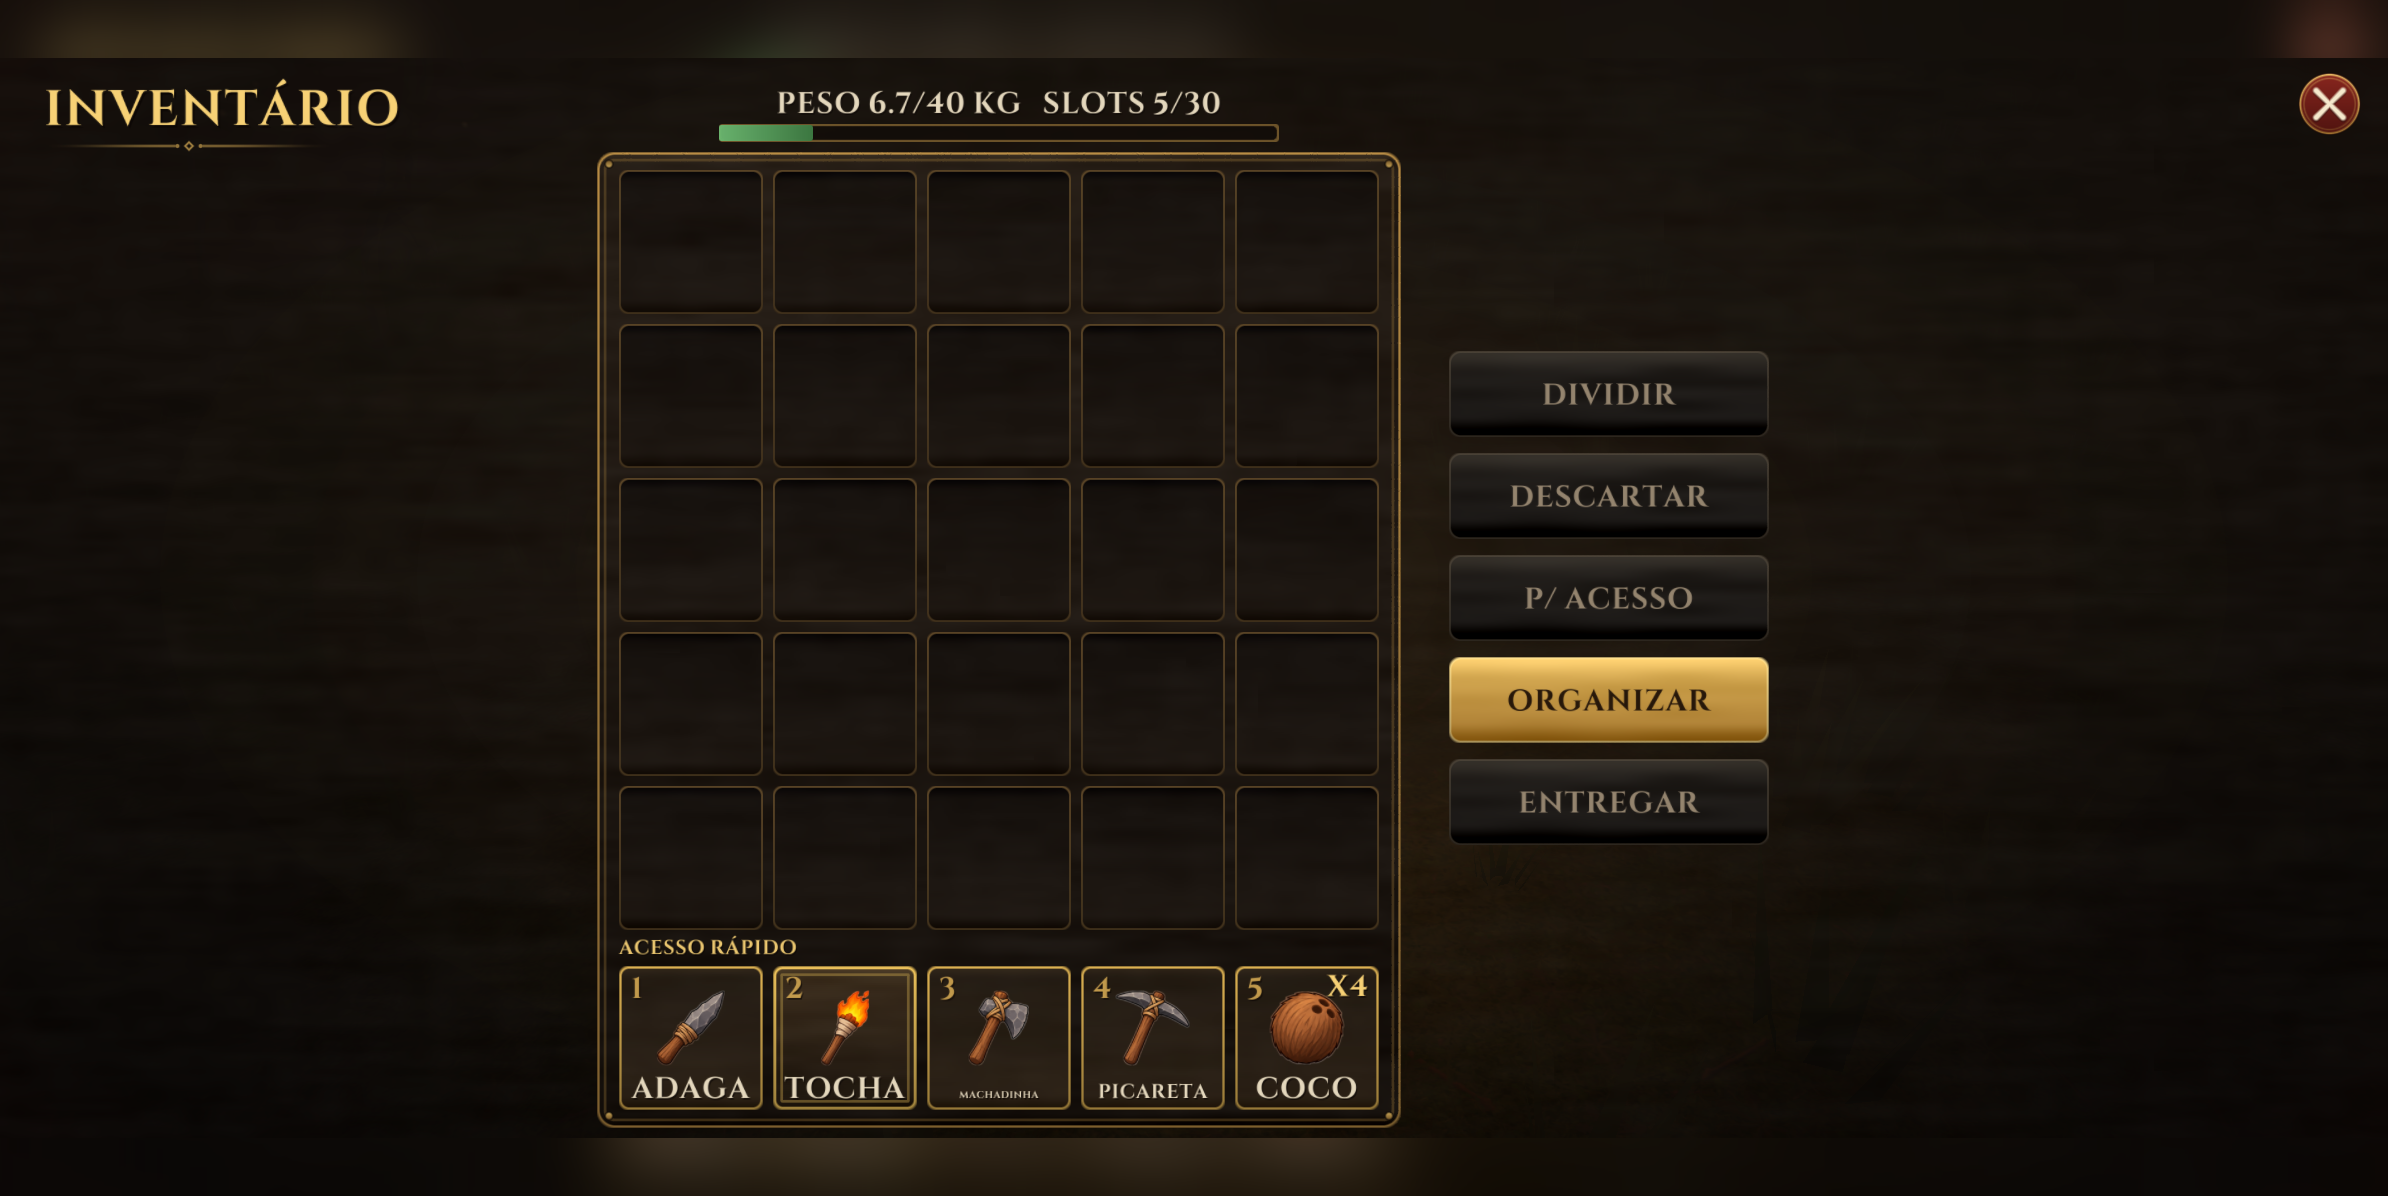 INVENTÁRIO
PESO 6.7/40 KG SLOTS 5/30
DIVIDIR
DESCARTAR
P/ ACESSO
ORGANIZAR
ENTREGAR
ACESSO RÁPIDO
1
ADAGA
2
TOCHA
3
MACHADINHA
4
PICARETA
5 X4
COCO